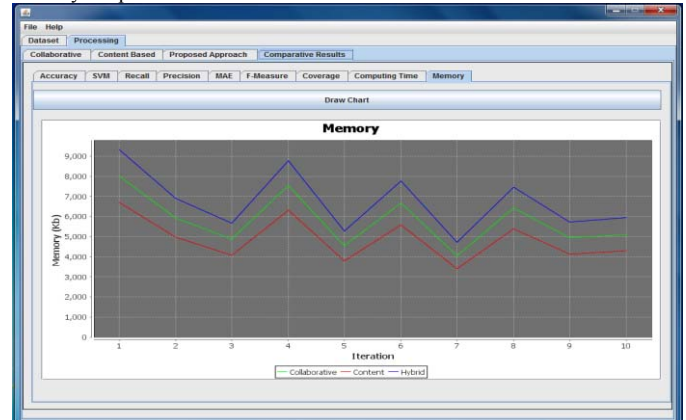 File Help
Dataset Processing
Collaborative Content Based Proposed Approach Comparative Results
Accuracy SVM Recall Precision MAE F-Measure Coverage Computing Time Memory
Draw Chart
Memory
9,000
8,000
7,000
6,000
5,000
4,000
3,000
2,000
1,000
0
Memory (Kb)
1 2 3 4 5 6 7 8 9 10
Iteration
Collaborative Content Hybrid